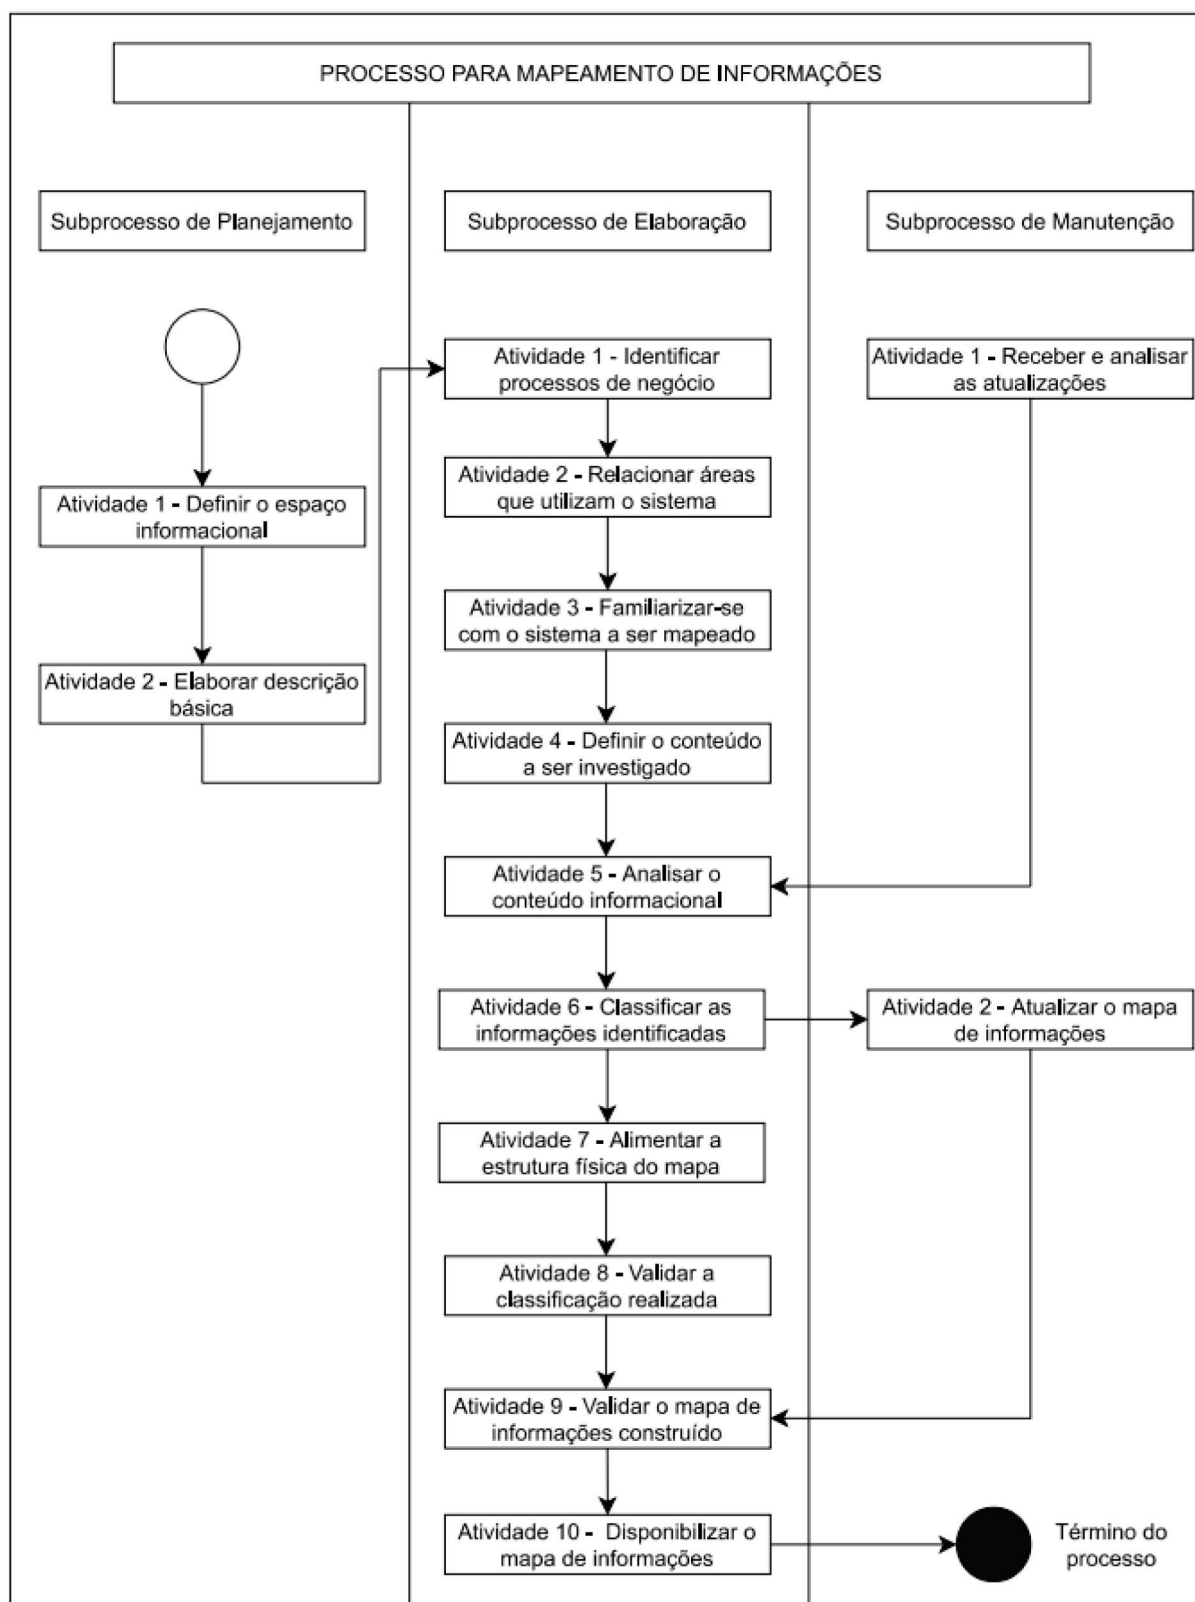 PROCESSO PARA MAPEAMENTO DE INFORMAÇÕES
Subprocesso de Planejamento
Atividade 1 - Definir o espaço
informacional
Atividade 2 - Elaborar descrição
básica
Subprocesso de Elaboração
Atividade 1 - Identificar
processos de negócio
Atividade 2 - Relacionar áreas
que utilizam o sistema
Atividade 3 - Familiarizar-se
com o sistema a ser mapeado
Atividade 4 - Definir o conteúdo
a ser investigado
Atividade 5 - Analisar o
conteúdo informacional
Atividade 6 - Classificar as
informações identificadas
Atividade 7 - Alimentar a
estrutura física do mapa
Atividade 8 - Validar a
classificação realizada
Atividade 9 - Validar o mapa de
informações construído
Atividade 10 - Disponibilizar o
mapa de informações
Subprocesso de Manutenção
Atividade 1 - Receber e analisar
as atualizações
Atividade 2 - Atualizar o mapa
de informações
Término do
processo